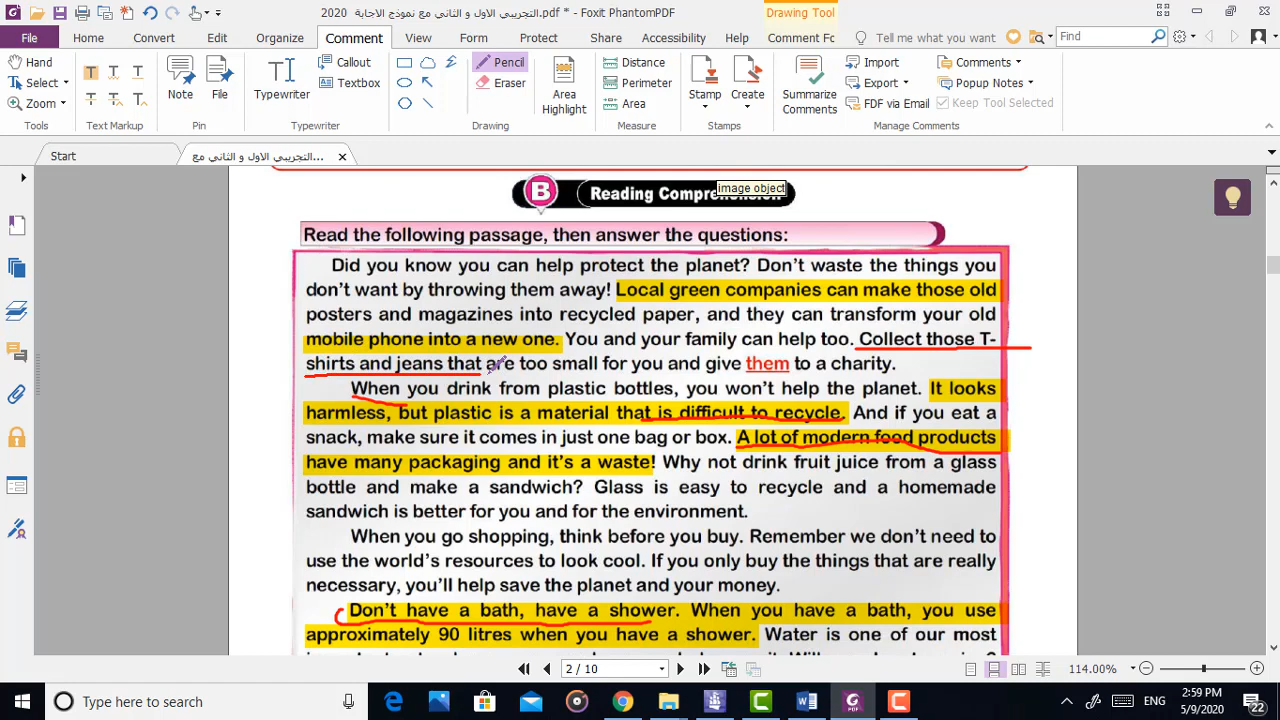 التجريبي الاول و الثاني مع نموذج الاجابة 2020.pdf * - Foxit PhantomPDF
Drawing Tool
File Home Convert Edit Organize Comment View Form Protect Share Accessibility Help Comment Fc Tell me what you want Find
Hand Callout Pencil Distance Import Comments
Select Textbox Eraser Perimeter Export Popup Notes
Zoom Note File Typewriter Area Highlight Area Stamp Create Summarize Comments FDF via Email Keep Tool Selected
Tools Text Markup Pin Typewriter Drawing Measure Stamps Manage Comments
Start التجريبي الاول و الثاني مع...
B Reading Comprehension
image object
Read the following passage, then answer the questions:
Did you know you can help protect the planet? Don't waste the things you
don't want by throwing them away! Local green companies can make those old
posters and magazines into recycled paper, and they can transform your old
mobile phone into a new one. You and your family can help too. Collect those T-
shirts and jeans that are too small for you and give them to a charity.
When you drink from plastic bottles, you won't help the planet. It looks
harmless, but plastic is a material that is difficult to recycle. And if you eat a
snack, make sure it comes in just one bag or box. A lot of modern food products
have many packaging and it's a waste! Why not drink fruit juice from a glass
bottle and make a sandwich? Glass is easy to recycle and a homemade
sandwich is better for you and for the environment.
When you go shopping, think before you buy. Remember we don't need to
use the world's resources to look cool. If you only buy the things that are really
necessary, you'll help save the planet and your money.
Don't have a bath, have a shower. When you have a bath, you use
approximately 90 litres when you have a shower. Water is one of our most
2 / 10 114.00%
Type here to search ENG 2:59 PM
5/9/2020 22